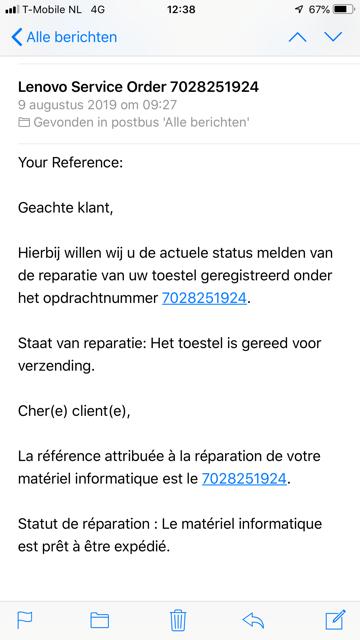 T-Mobile NL 4G 12:38 67%
Alle berichten
Lenovo Service Order 7028251924
9 augustus 2019 om 09:27
Gevonden in postbus 'Alle berichten'
Your Reference:
Geachte klant,
Hierbij willen wij u de actuele status melden van
de reparatie van uw toestel geregistreerd onder
het opdrachtnummer 7028251924.
Staat van reparatie: Het toestel is gereed voor
verzending.
Cher(e) client(e),
La référence attribuée à la réparation de votre
matériel informatique est le 7028251924.
Statut de réparation : Le matériel informatique
est prêt à être expédié.